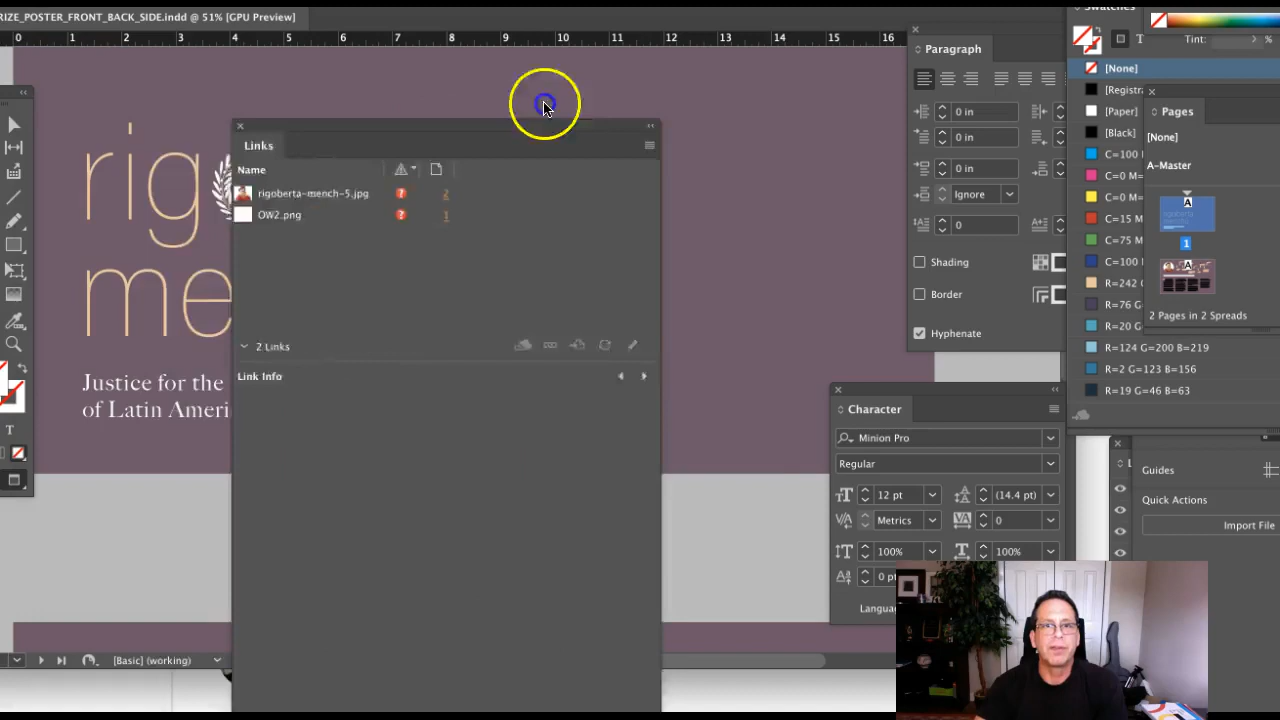 RIZE_POSTER_FRONT_BACK_SIDE.indd @ 51% [GPU Preview]
0 1 2 3 4 5 6 7 8 9 10 11 12 13 14 15 16
rig
me
Justice for the
of Latin Ameri
Links
Name
rigoberta-mench-5.jpg 2
OW2.png 1
2 Links
Link Info
Paragraph
0 in
0 in
0 in
Ignore
0
Shading
Border
Hyphenate
Character
Minion Pro
Regular
12 pt
(14.4 pt)
Metrics
0
100%
100%
0 pt
Languag
Swatches
T
Tint:
%
[None]
[Registra
[Paper]
[Black]
C=100
C=0 M=
C=0 M=
C=15 M
C=75 M
C=100
R=242
R=76 G
R=20 G
R=124 G=200 B=219
R=2 G=123 B=156
R=19 G=46 B=63
Pages
[None]
A-Master
A
1
A
2 Pages in 2 Spreads
Guides
Quick Actions
Import File
T
[Basic] (working)